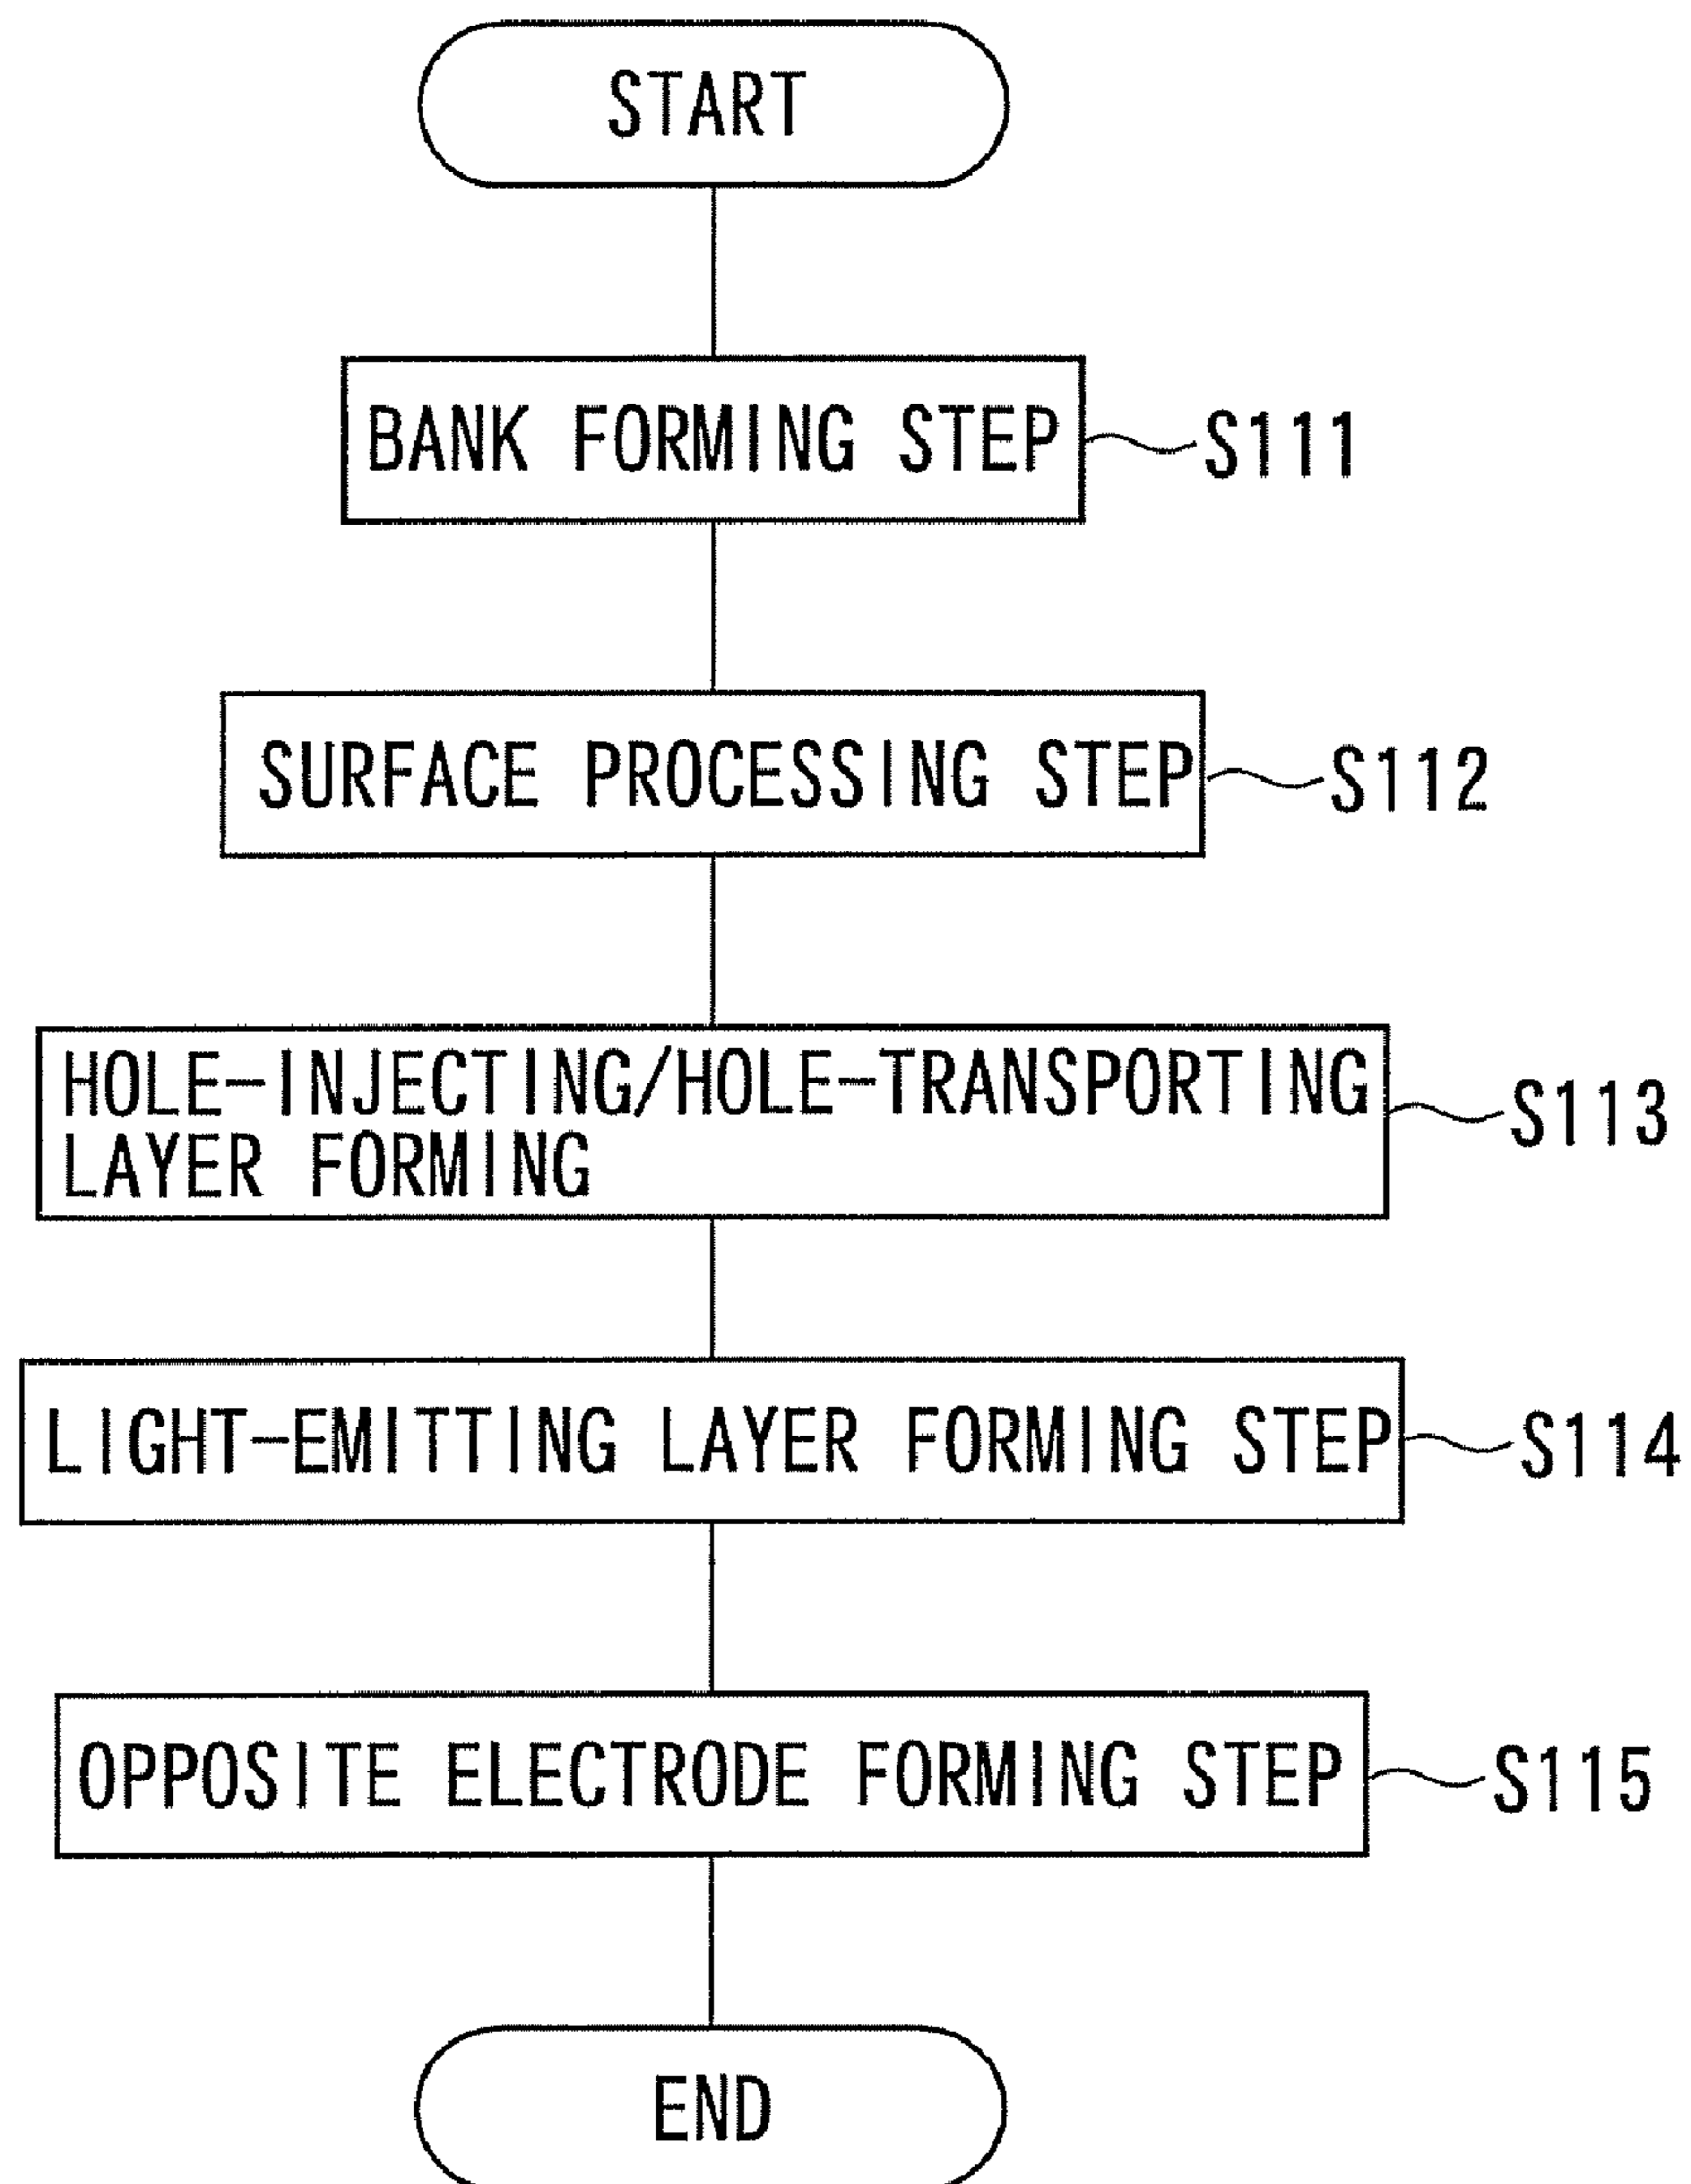 START
BANK FORMING STEP
S111
SURFACE PROCESSING STEP
S112
HOLE-INJECTING/HOLE-TRANSPORTING
LAYER FORMING
S113
LIGHT-EMITTING LAYER FORMING STEP
S114
OPPOSITE ELECTRODE FORMING STEP
S115
END